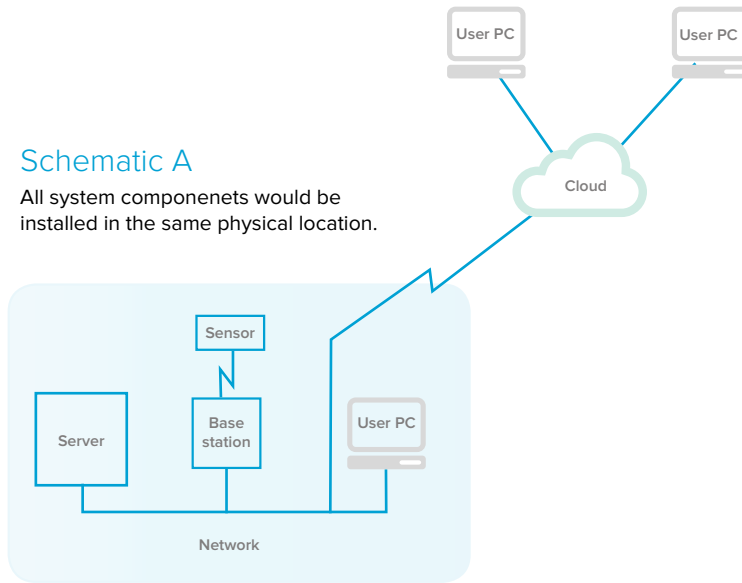 User PC
User PC
Schematic A
All system componenets would be
installed in the same physical location.
Cloud
Sensor
Server
Base
station
User PC
Network